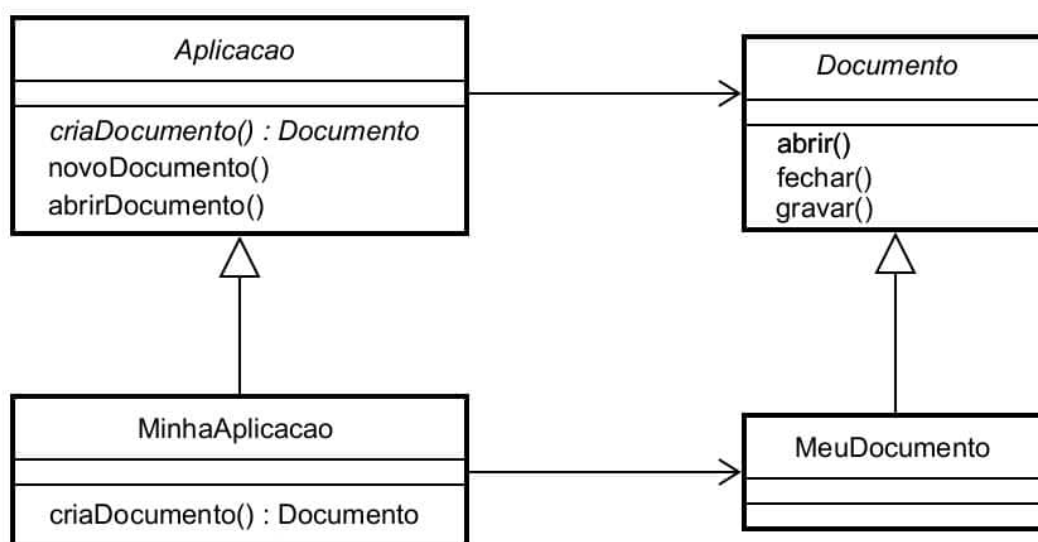 Aplicacao
criaDocumento() : Documento
novoDocumento()
abrirDocumento()
Documento
abrir()
fechar()
gravar()
MinhaAplicacao
criaDocumento() : Documento
MeuDocumento